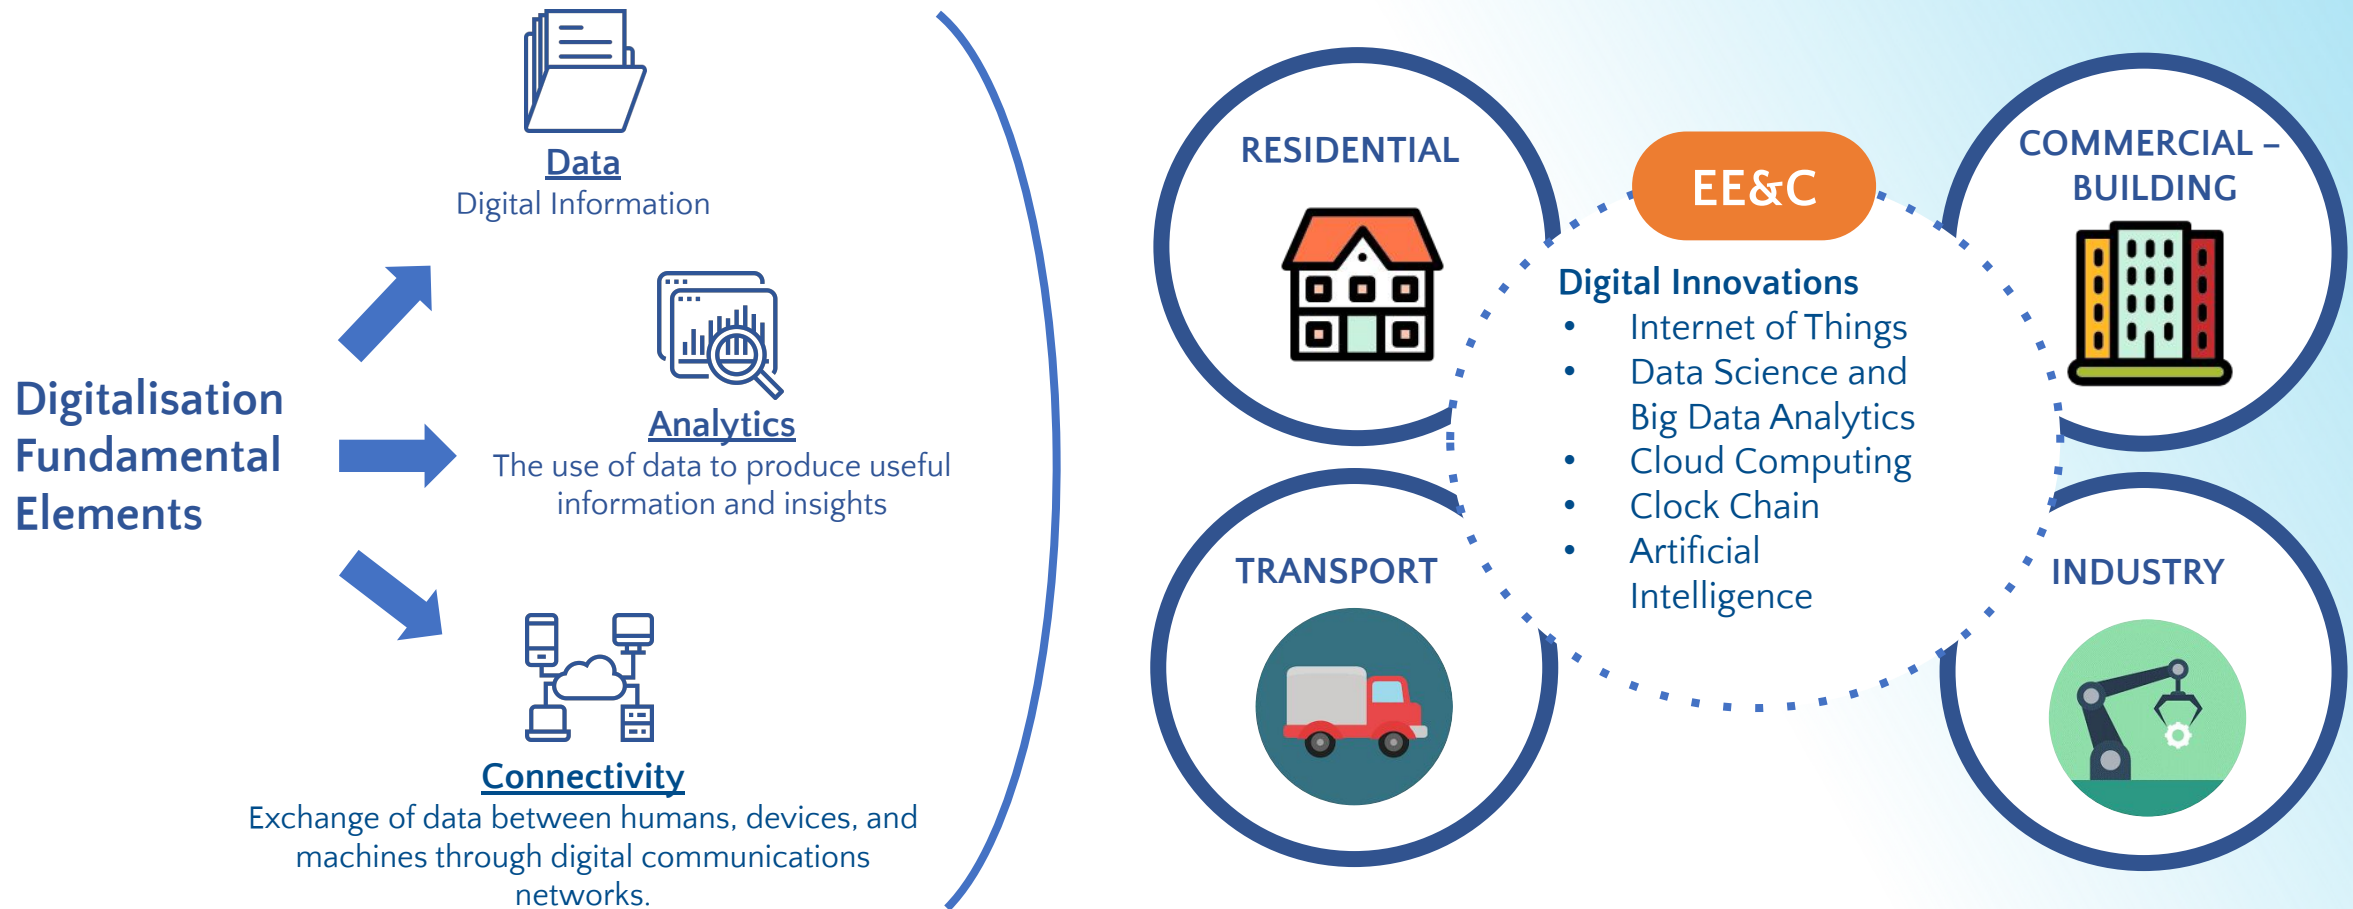 Digitalisation
Fundamental
Elements
Data
Digital Information
Analytics
The use of data to produce useful
information and insights
Connectivity
Exchange of data between humans, devices, and
machines through digital communications
networks.
RESIDENTIAL
COMMERCIAL –
BUILDING
EE&C
Digital Innovations
• Internet of Things
• Data Science and
Big Data Analytics
• Cloud Computing
• Clock Chain
• Artificial
Intelligence
TRANSPORT
INDUSTRY